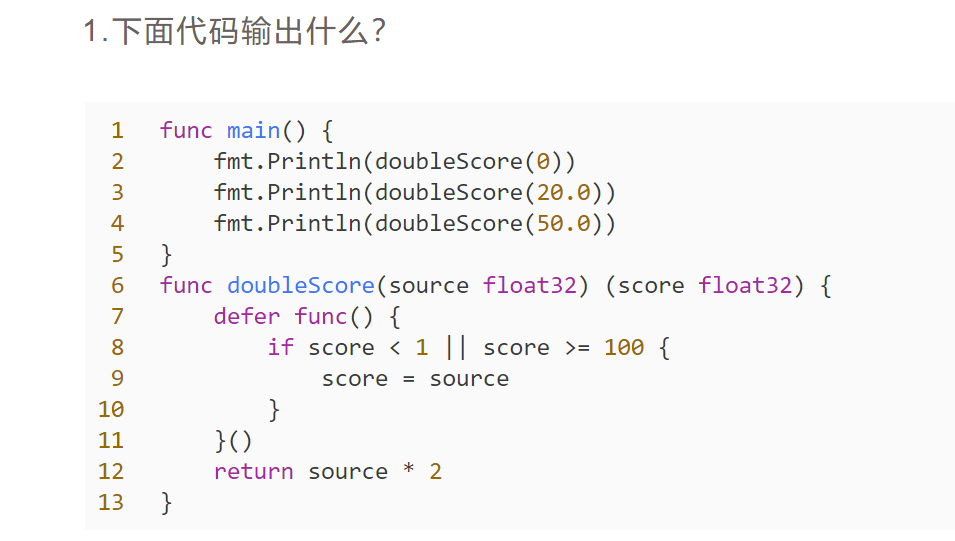 1.下面代码输出什么?
1 func main() {
2     fmt.Println(doubleScore(0))
3     fmt.Println(doubleScore(20.0))
4     fmt.Println(doubleScore(50.0))
5 }
6 func doubleScore(source float32) (score float32) {
7     defer func() {
8         if score < 1 || score >= 100 {
9             score = source
10         }
11     }()
12     return source * 2
13 }